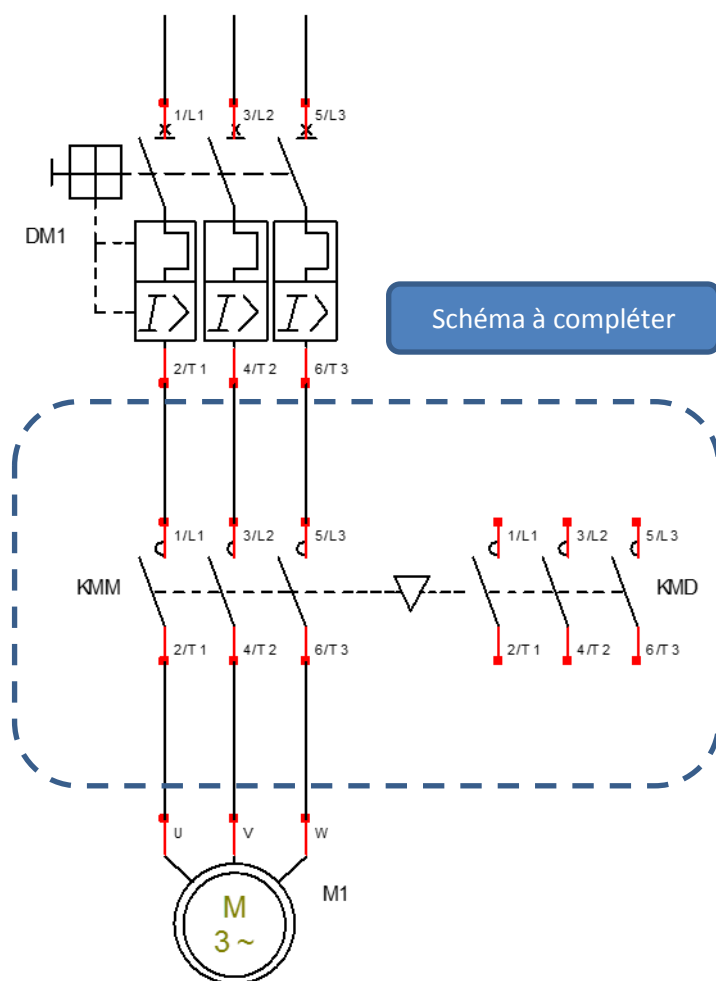 1/L1 3/L2 5/L3
DM1
I> I> I>
Schéma à compléter
2/T1 4/T2 6/T3
1/L1 3/L2 5/L3 1/L1 3/L2 5/L3
KMM KMD
2/T1 4/T2 6/T3 2/T1 4/T2 6/T3
U V W
M1
M
3 ~